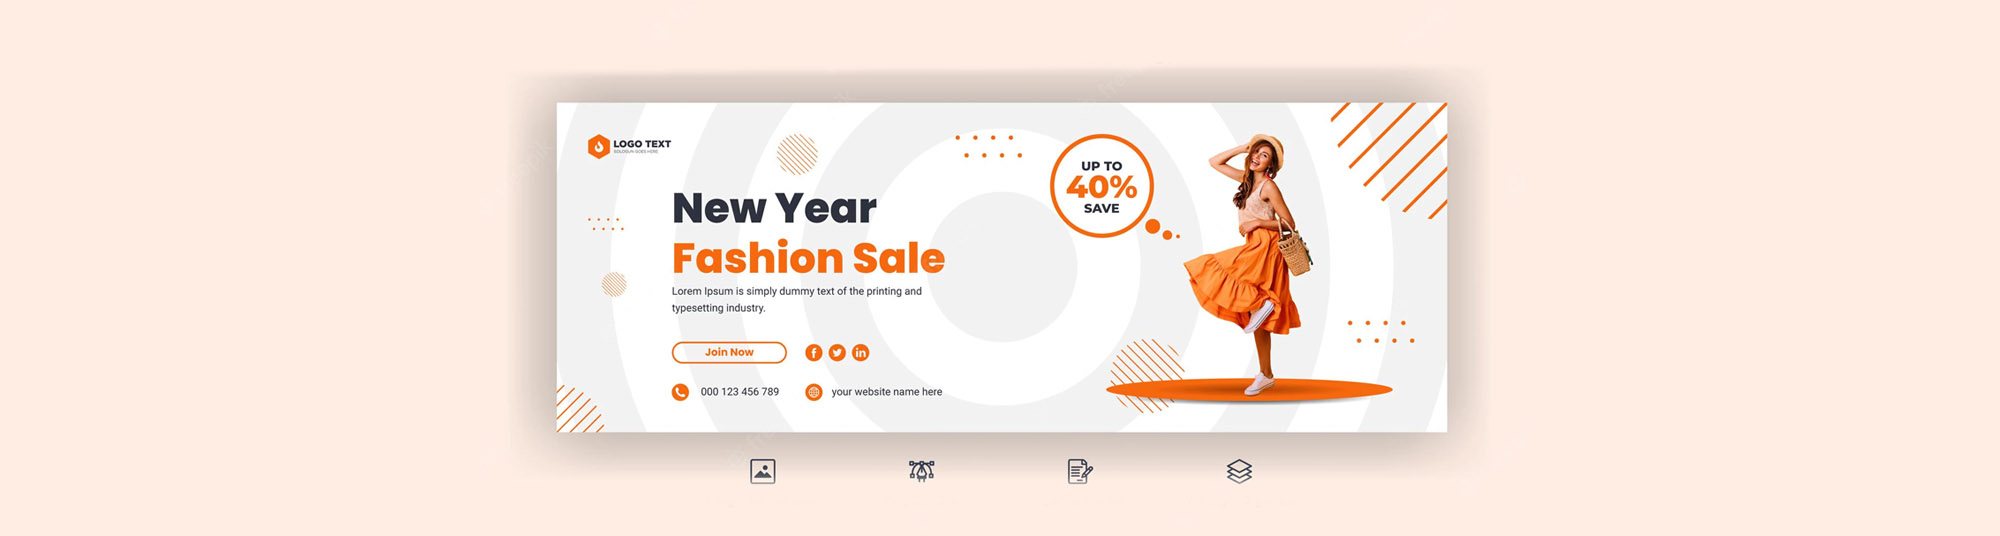 LOGO TEXT
New Year
Fashion Sale
Lorem Ipsum is simply dummy text of the printing and
typesetting industry.
Join Now
000 123 456 789
your website name here
UP TO
40%
SAVE